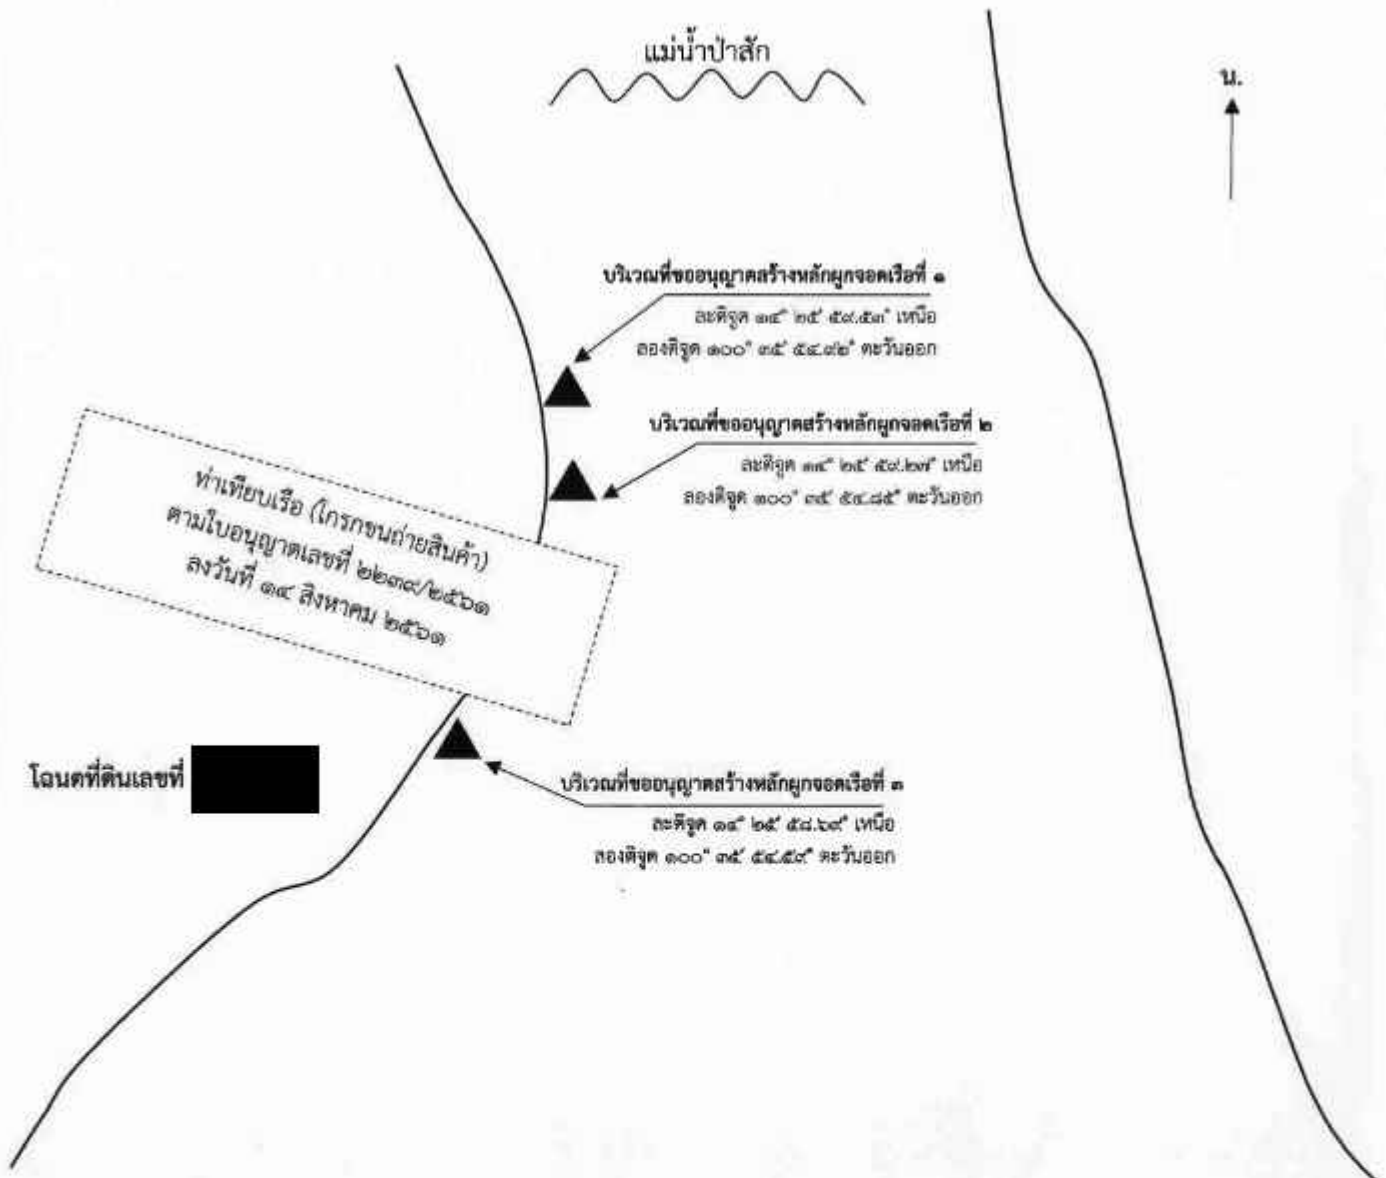 แม่น้ำป่าสัก
น.
บริเวณที่ขออนุญาตสร้างหลักผูกจอดเรือที่ ๑
ละติจูด ๑๔° ๒๕' ๕๙.๕๓" เหนือ
ลองติจูด ๑๐๐° ๓๕' ๕๔.๙๒" ตะวันออก
บริเวณที่ขออนุญาตสร้างหลักผูกจอดเรือที่ ๒
ละติจูด ๑๔° ๒๕' ๕๙.๒๗" เหนือ
ลองติจูด ๑๐๐° ๓๕' ๕๔.๘๕" ตะวันออก
ท่าเทียบเรือ (โกรกขนถ่ายสินค้า)
ตามใบอนุญาตเลขที่ ๒๒๓๙/๒๕๖๑
ลงวันที่ ๑๔ สิงหาคม ๒๕๖๑
โฉนดที่ดินเลขที่
บริเวณที่ขออนุญาตสร้างหลักผูกจอดเรือที่ ๓
ละติจูด ๑๔° ๒๕' ๕๘.๖๙" เหนือ
ลองติจูด ๑๐๐° ๓๕' ๕๔.๕๙" ตะวันออก